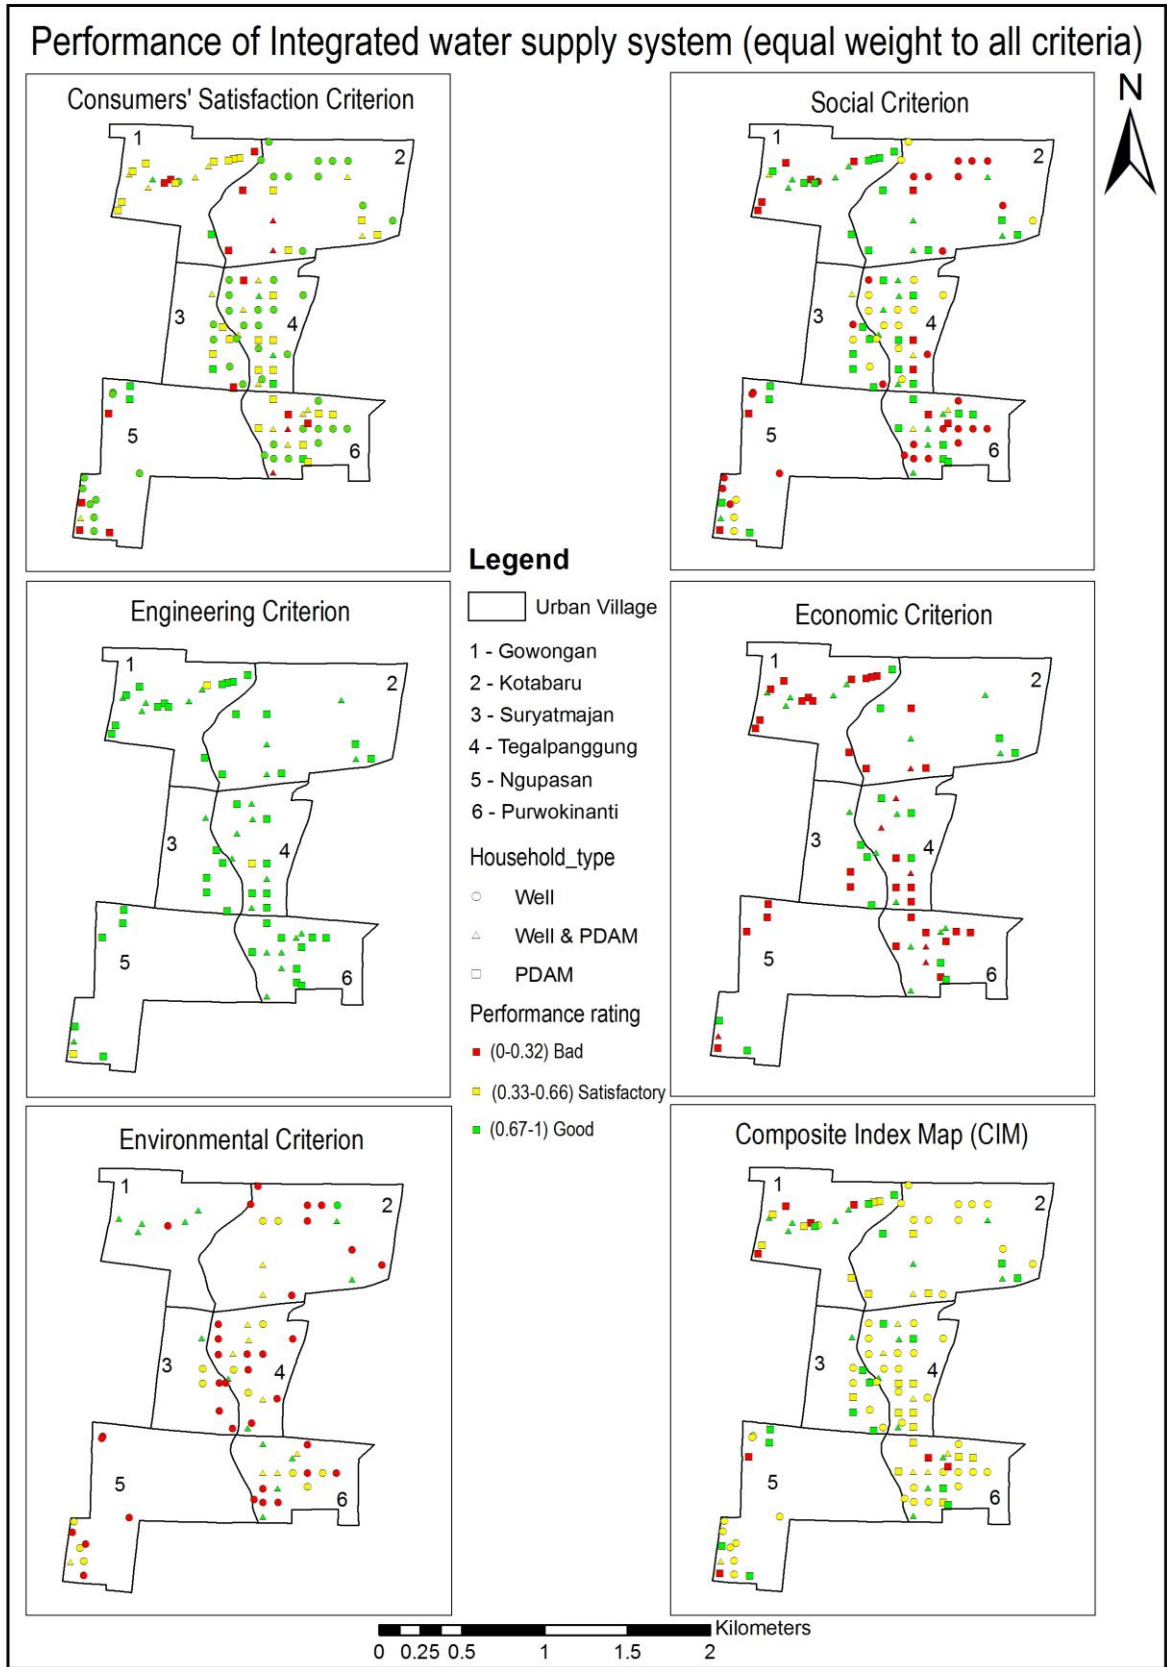 Performance of Integrated water supply system (equal weight to all criteria)
Consumers' Satisfaction Criterion
1
2
3
4
5
6
Social Criterion
1
2
3
4
5
6
N
Engineering Criterion
1
2
3
4
5
6
Legend
Urban Village
1 - Gowongan
2 - Kotabaru
3 - Suryatmajan
4 - Tegalpanggung
5 - Ngupasan
6 - Purwokinanti
Household_type
Well
Well & PDAM
PDAM
Performance rating
(0-0.32) Bad
(0.33-0.66) Satisfactory
(0.67-1) Good
Economic Criterion
1
2
3
4
5
6
Environmental Criterion
1
2
3
4
5
6
Composite Index Map (CIM)
1
2
3
4
5
6
Kilometers
0 0.25 0.5 1 1.5 2